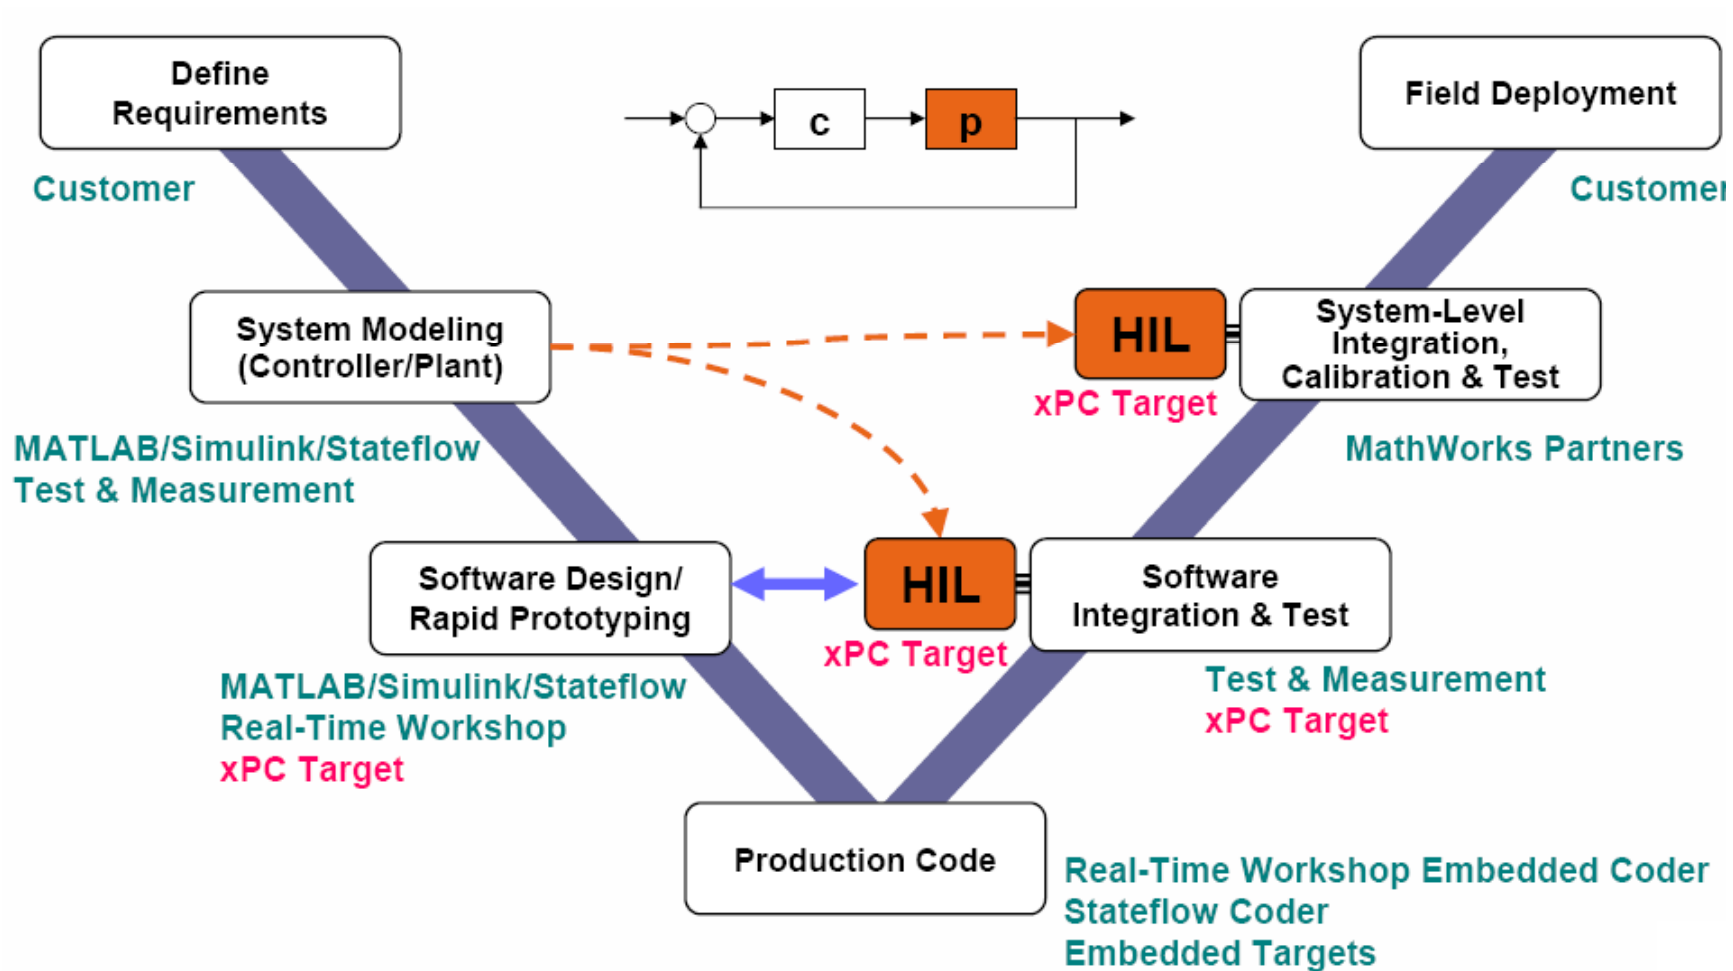 Define
Requirements
Customer
c
p
Field Deployment
Customer
System Modeling
(Controller/Plant)
MATLAB/Simulink/Stateflow
Test & Measurement
HIL
xPC Target
System-Level
Integration,
Calibration & Test
MathWorks Partners
Software Design/
Rapid Prototyping
MATLAB/Simulink/Stateflow
Real-Time Workshop
xPC Target
HIL
xPC Target
Software
Integration & Test
Test & Measurement
xPC Target
Production Code
Real-Time Workshop Embedded Coder
Stateflow Coder
Embedded Targets